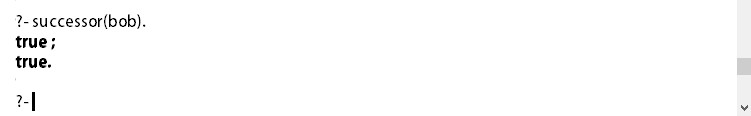 ?- successor(bob).
true ;
true.
?-